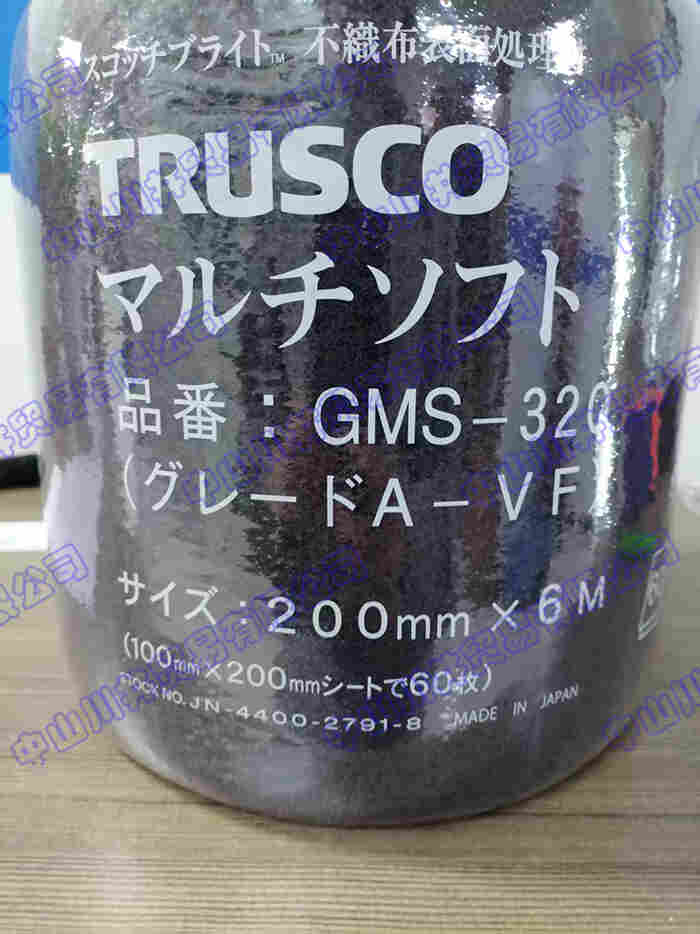 スコッチブライト™ 不織布表面処理
TRUSCO
マルチソフト
品番：GMS-320
(グレードA-VF)
サイズ：200mm×6M
(100mm×200mmシートで60枚)
STOCK NO. JN-4400-2791-8 MADE IN JAPAN